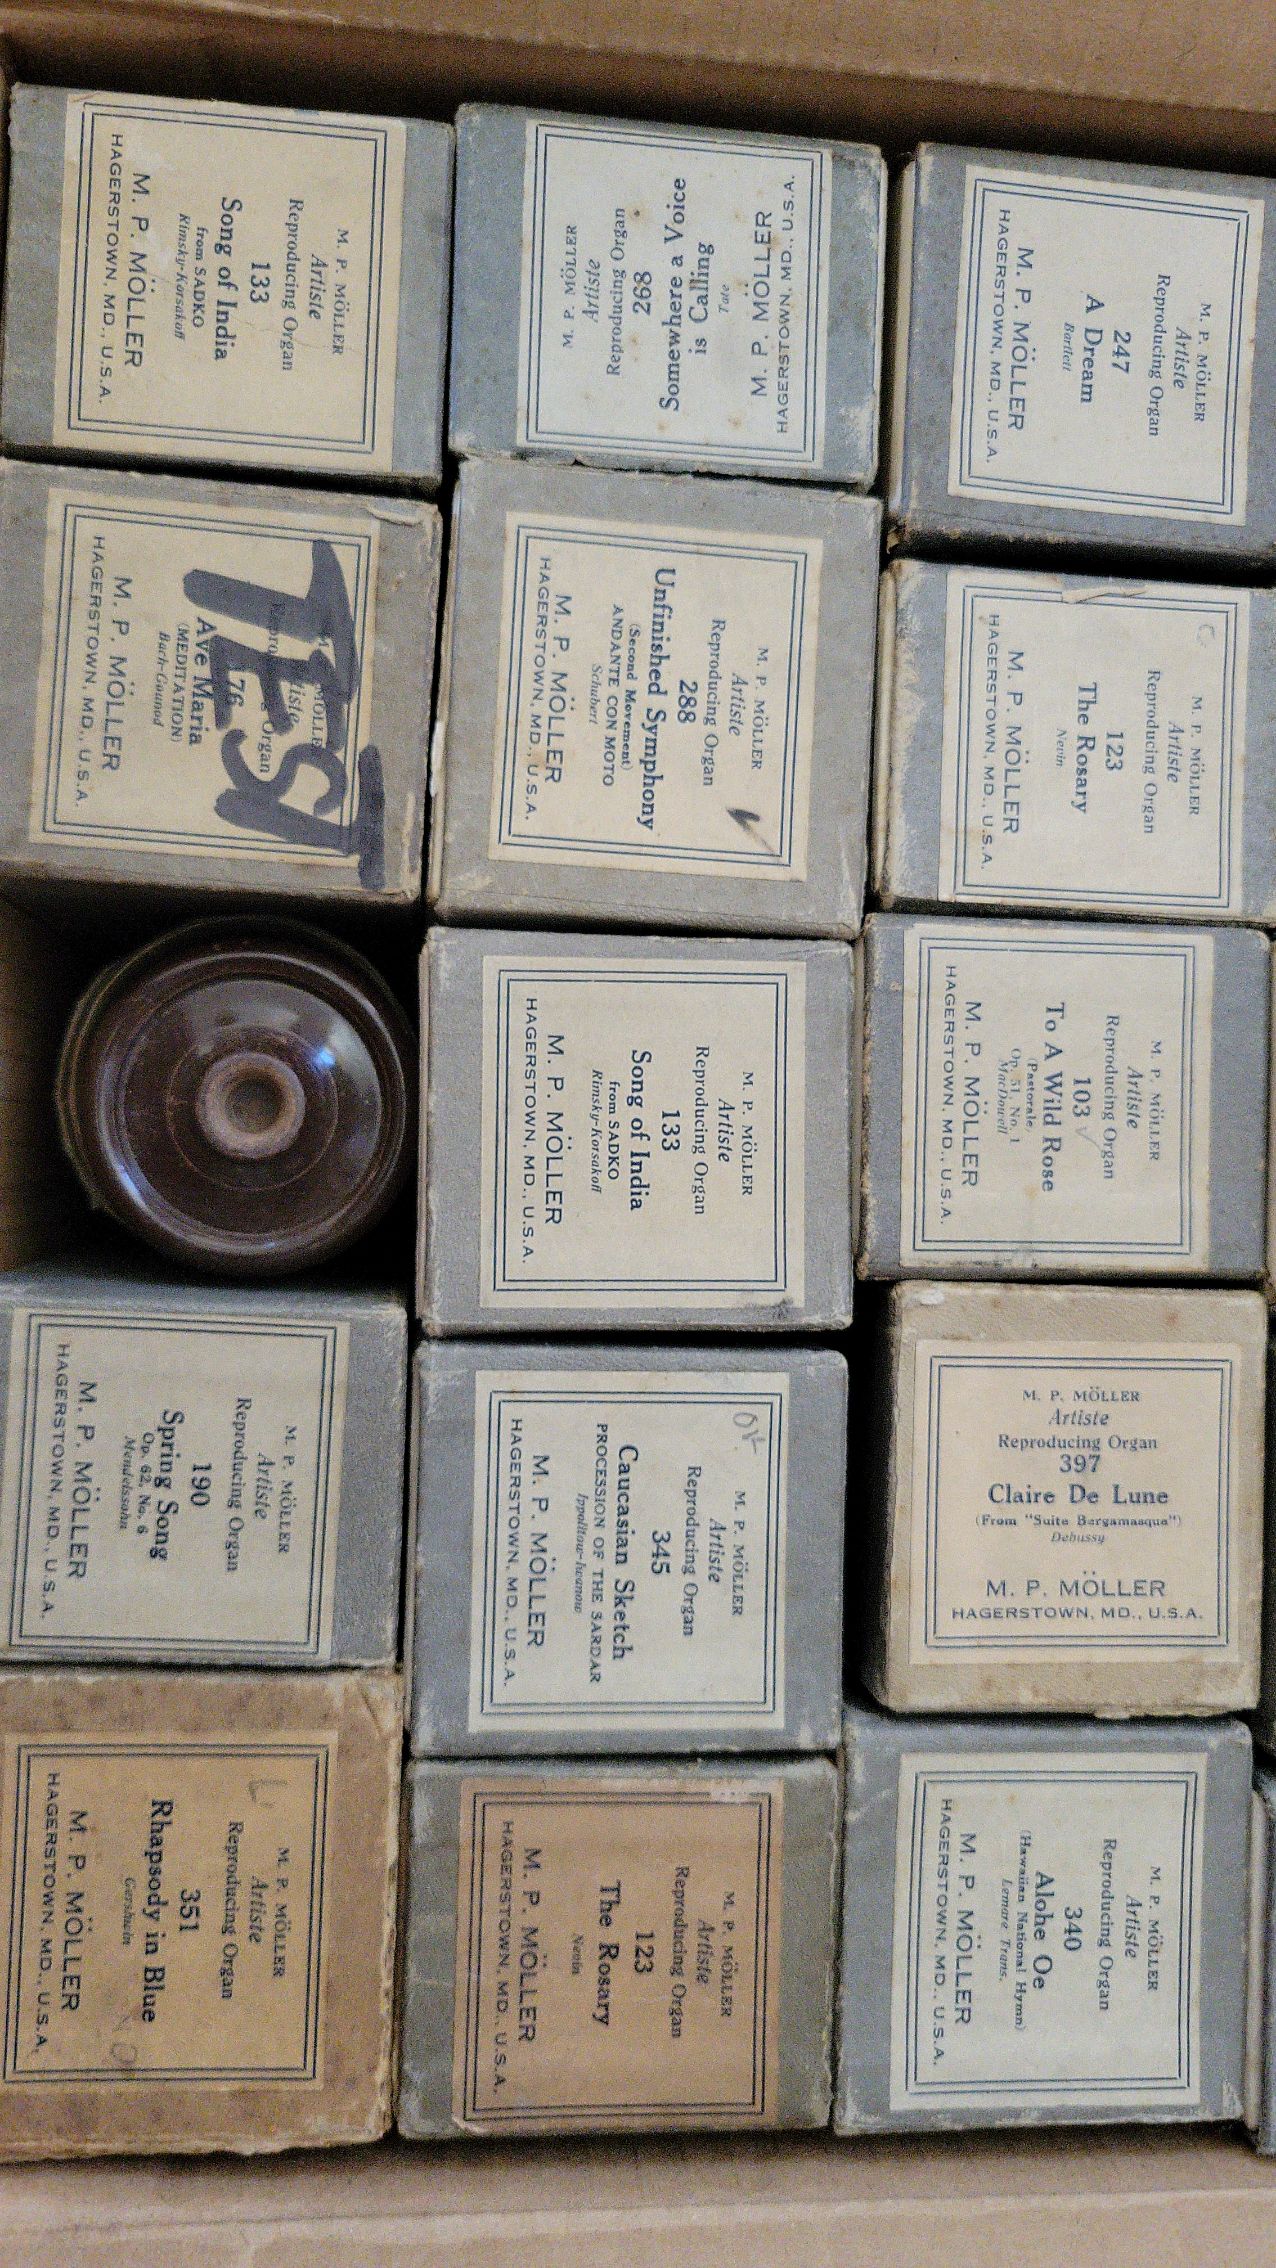 M. P. MÖLLER
Artiste
Reproducing Organ
133
Song of India
from SADKO
Rimsky-Korsakoff
M. P. MÖLLER
HAGERSTOWN, MD., U.S.A.
M. P. MÖLLER
Artiste
Reproducing Organ
298
Somewhere a Voice
is Calling
Tate
M. P. MÖLLER
HAGERSTOWN, MD., U.S.A.
M. P. MÖLLER
Artiste
Reproducing Organ
247
A Dream
Bartlett
M. P. MÖLLER
HAGERSTOWN, MD., U.S.A.
TEST
Organ
76
Ave Maria
(MEDITATION)
Bach-Gounod
M. P. MÖLLER
HAGERSTOWN, MD., U.S.A.
M. P. MÖLLER
Artiste
Reproducing Organ
288
Unfinished Symphony
(Second Movement)
ANDANTE CON MOTO
Schubert
M. P. MÖLLER
HAGERSTOWN, MD., U.S.A.
M. P. MÖLLER
Artiste
Reproducing Organ
123
The Rosary
Nevin
M. P. MÖLLER
HAGERSTOWN, MD., U.S.A.
M. P. MÖLLER
Artiste
Reproducing Organ
133
Song of India
from SADKO
Rimsky-Korsakoff
M. P. MÖLLER
HAGERSTOWN, MD., U.S.A.
M. P. MÖLLER
Artiste
Reproducing Organ
103
To A Wild Rose
(Pastorale)
Op. 51, No. 1
MacDowell
M. P. MÖLLER
HAGERSTOWN, MD., U.S.A.
M. P. MÖLLER
Artiste
Reproducing Organ
190
Spring Song
Op. 62, No. 6
Mendelssohn
M. P. MÖLLER
HAGERSTOWN, MD., U.S.A.
OK
M. P. MÖLLER
Artiste
Reproducing Organ
345
Caucasian Sketch
PROCESSION OF THE SARDAR
Ippolitow-Iwanow
M. P. MÖLLER
HAGERSTOWN, MD., U.S.A.
M. P. MÖLLER
Artiste
Reproducing Organ
397
Claire De Lune
(From "Suite Bergamasque")
Debussy
M. P. MÖLLER
HAGERSTOWN, MD., U.S.A.
M. P. MÖLLER
Artiste
Reproducing Organ
351
Rhapsody in Blue
Gershwin
M. P. MÖLLER
HAGERSTOWN, MD., U.S.A.
M. P. MÖLLER
Artiste
Reproducing Organ
123
The Rosary
Nevin
M. P. MÖLLER
HAGERSTOWN, MD., U.S.A.
M. P. MÖLLER
Artiste
Reproducing Organ
340
Alohe Oe
(Hawaiian National Hymn)
Lemare Trans.
M. P. MÖLLER
HAGERSTOWN, MD., U.S.A.